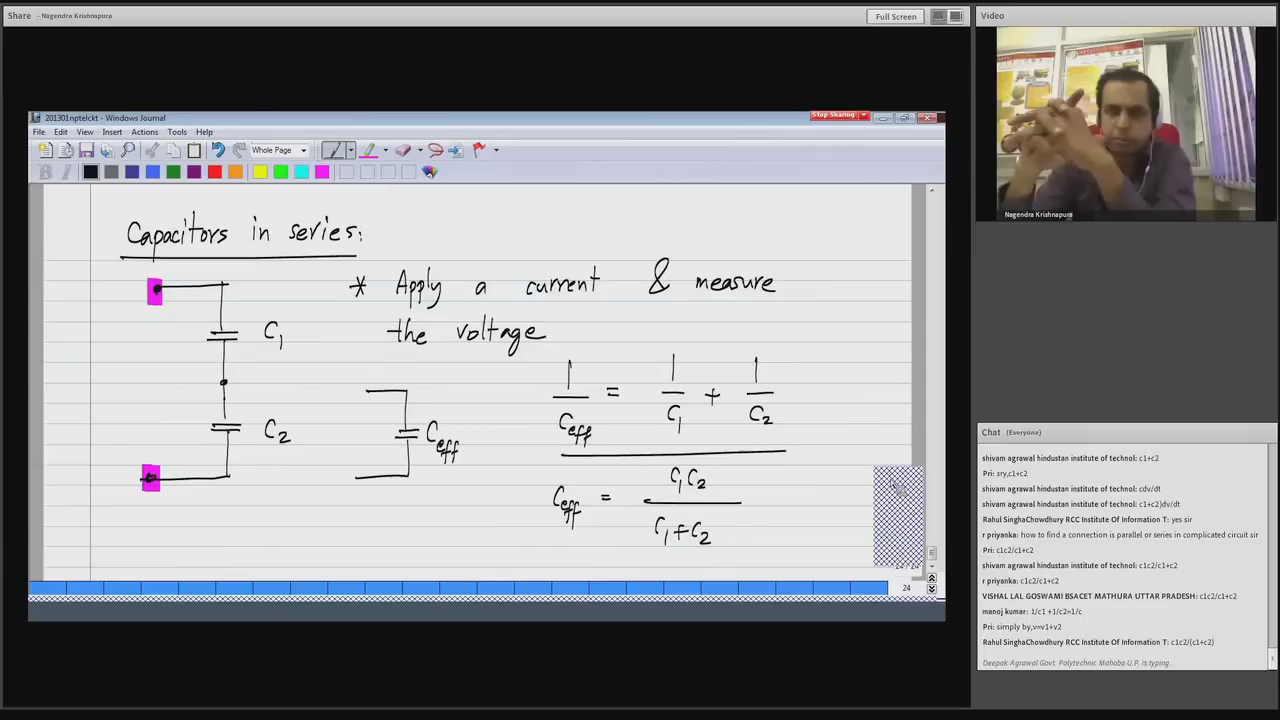 Share - Nagendra Krishnapura
Full Screen
Video
Nagendra Krishnapura
201301nptelckt - Windows Journal
Stop Sharing
File Edit View Insert Actions Tools Help
Whole Page
B I
Capacitors in series:
* Apply a current & measure
the voltage
C1
C2
Ceff
1/Ceff = 1/C1 + 1/C2
Ceff = C1C2/C1+C2
24
Chat (Everyone)
shivam agrawal hindustan institute of technol: c1+c2
Pri: sry,c1+c2
shivam agrawal hindustan institute of technol: cdv/dt
shivam agrawal hindustan institute of technol: c1+c2)dv/dt
Rahul SinghaChowdhury RCC Institute Of Information T: yes sir
r priyanka: how to find a connection is parallel or series in complicated circuit sir
Pri: c1c2/c1+c2
shivam agrawal hindustan institute of technol: c1c2/c1+c2
r priyanka: c1c2/c1+c2
VISHAL LAL GOSWAMI BSACET MATHURA UTTAR PRADESH: c1c2/c1+c2
manoj kumar: 1/c1 +1/c2=1/c
Pri: simply by,v=v1+v2
Rahul SinghaChowdhury RCC Institute Of Information T: c1c2/(c1+c2)
Deepak Agrawal Govt. Polytechnic Mahoba U.P. is typing...